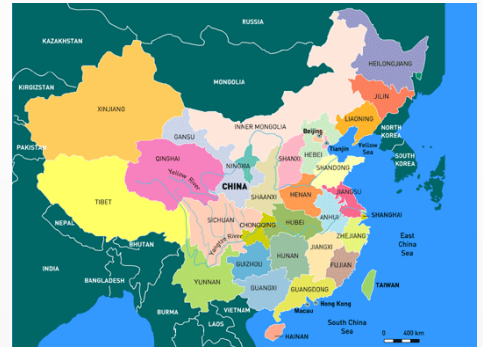 RUSSIA
KAZAKHSTAN
HEILONGJIANG
MONGOLIA
KIRGIZSTAN
JILIN
XINJIANG
LIAONING
INNER MONGOLIA
GANSU
Beijing
NORTH
KOREA
PAKISTAN
Tianjin
HEBEI
Yellow
Sea
QINGHAI
NINGXIA
SHANXI
SHANDONG
SOUTH
KOREA
Yellow River
CHINA
TIBET
SHAANXI
HENAN
JIANGSU
SHANGHAI
NEPAL
SICHUAN
CHONGQING
HUBEI
ANHUI
Yangtze River
ZHEJIANG
BHUTAN
East
China
Sea
INDIA
GUIZHOU
HUNAN
JIANGXI
BANGLADESH
FUJIAN
YUNNAN
GUANGXI
GUANGDONG
TAIWAN
Hong Kong
Macau
BURMA
VIETNAM
LAOS
South China
Sea
HAINAN
0 400 km